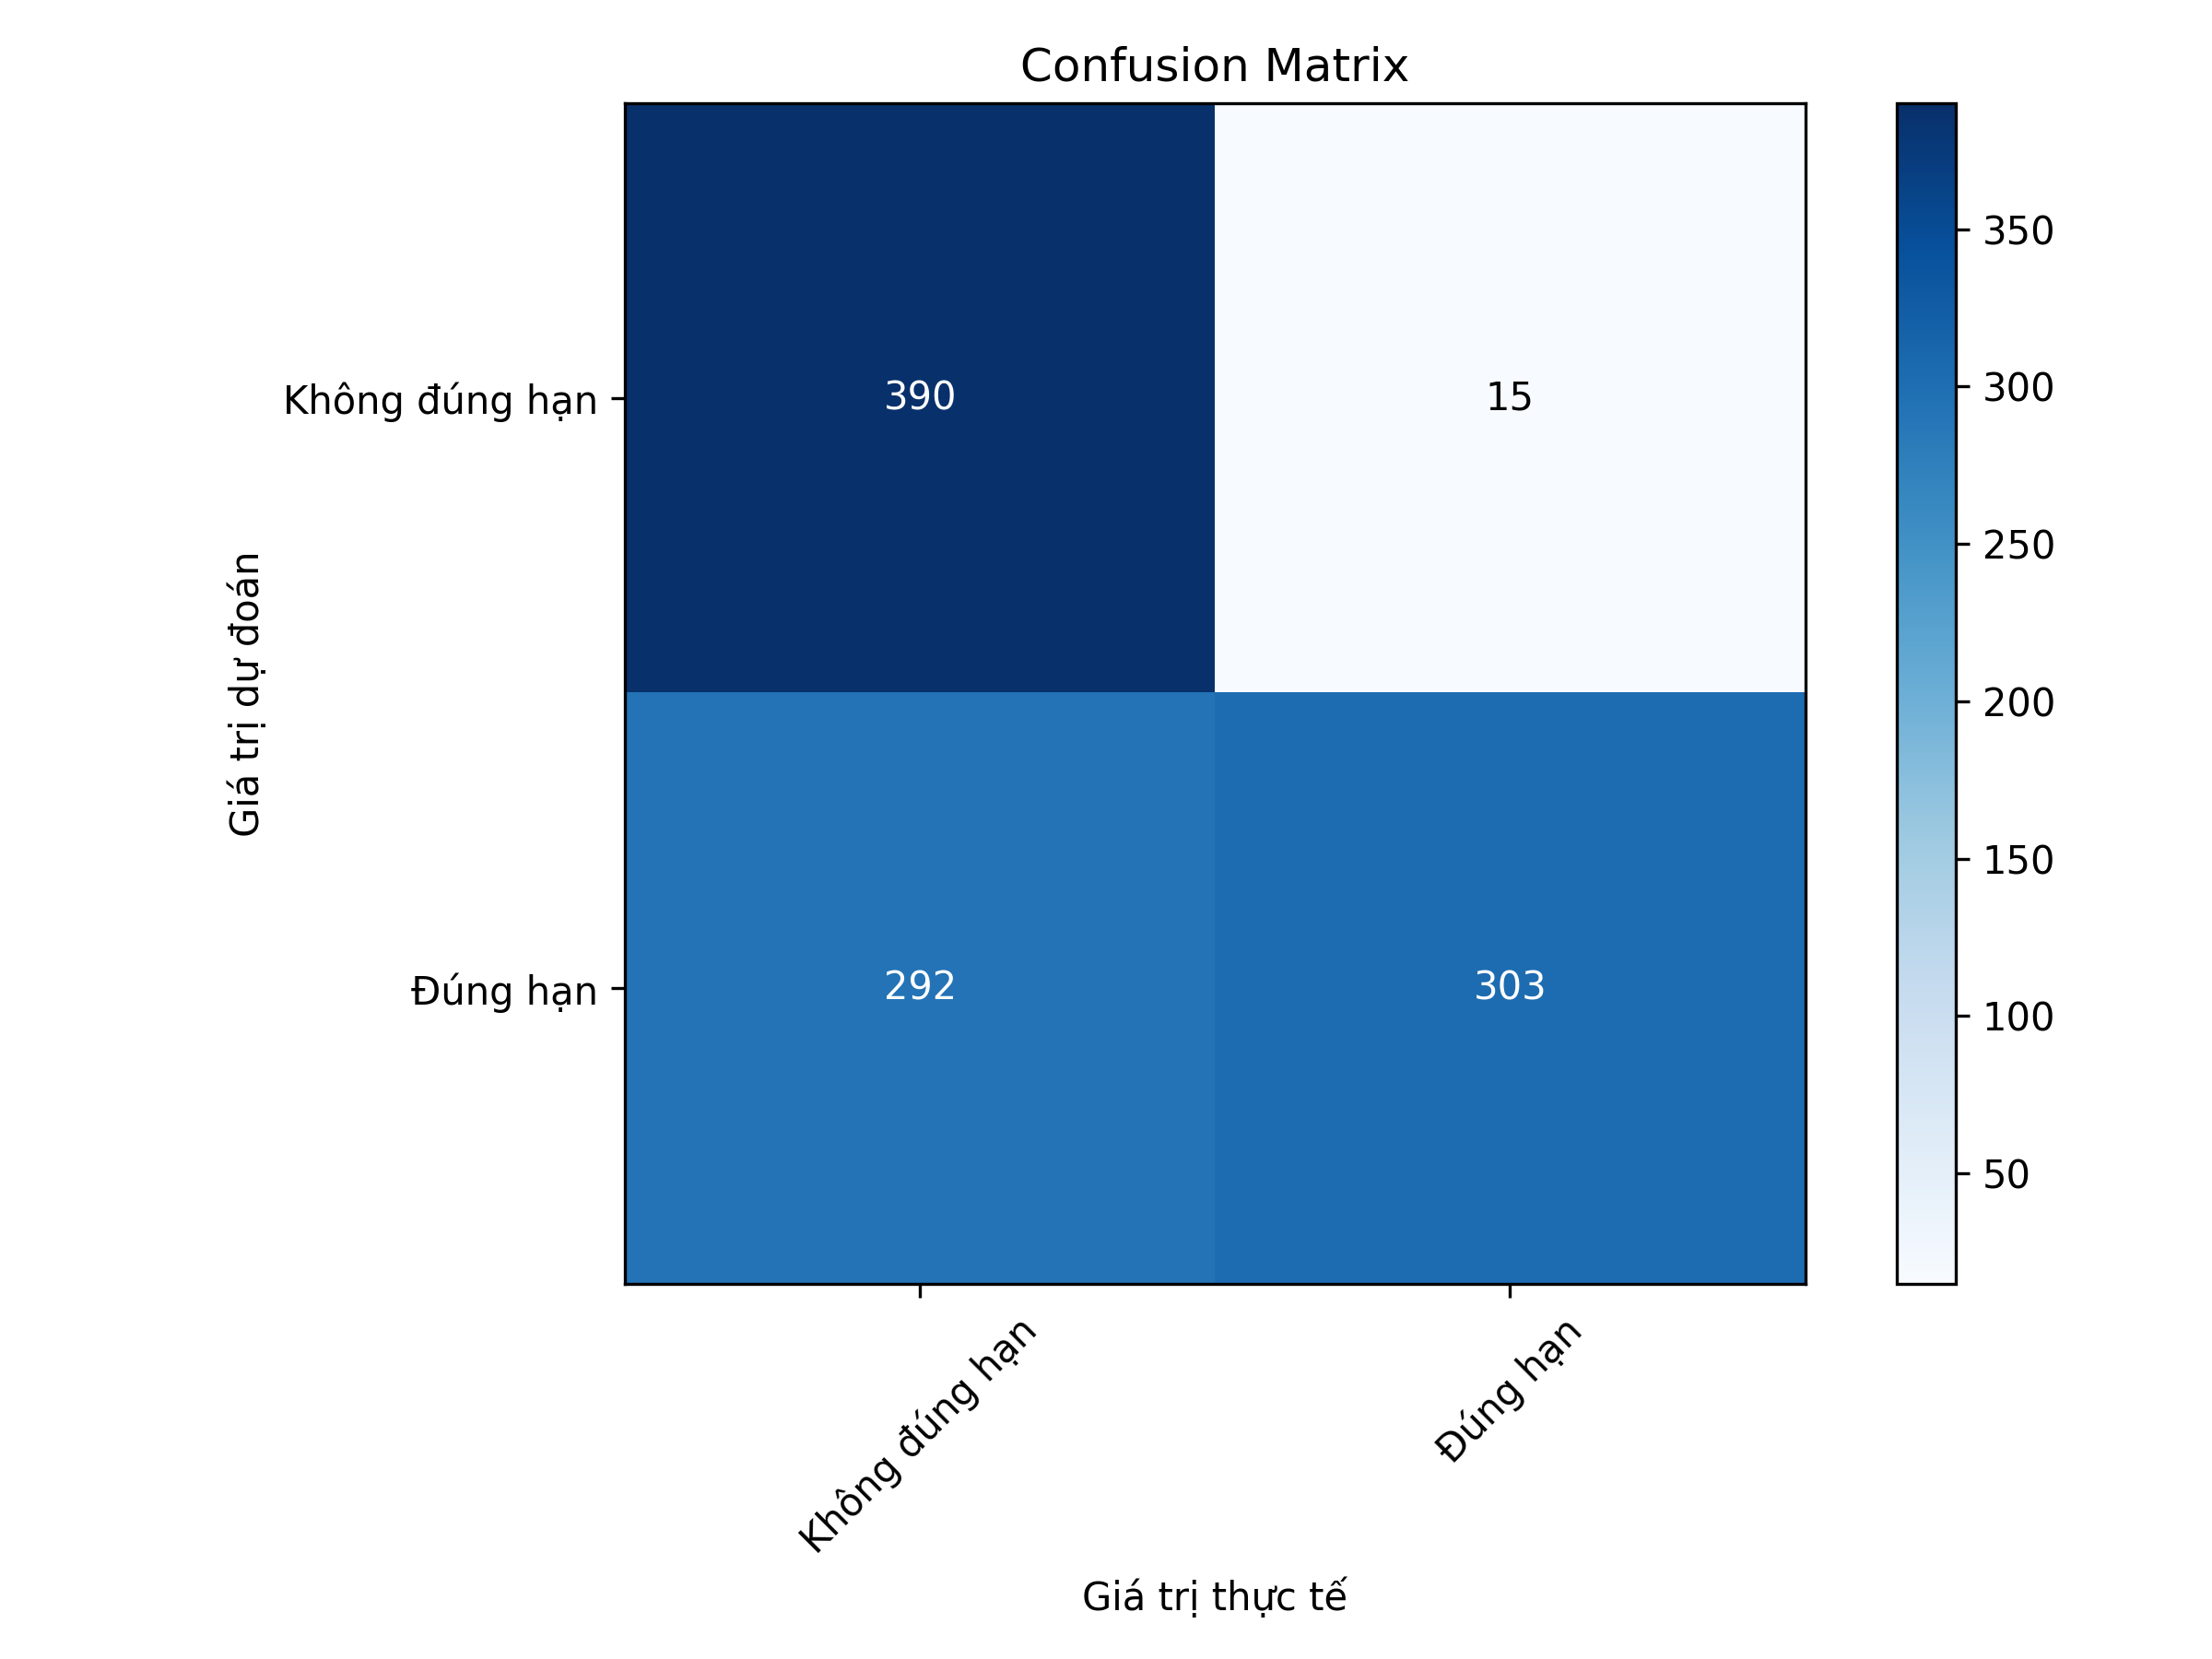 Confusion Matrix
Giá trị dự đoán
Không đúng hạn
390
15
Đúng hạn
292
303
Không đúng hạn
Đúng hạn
Giá trị thực tế
350
300
250
200
150
100
50